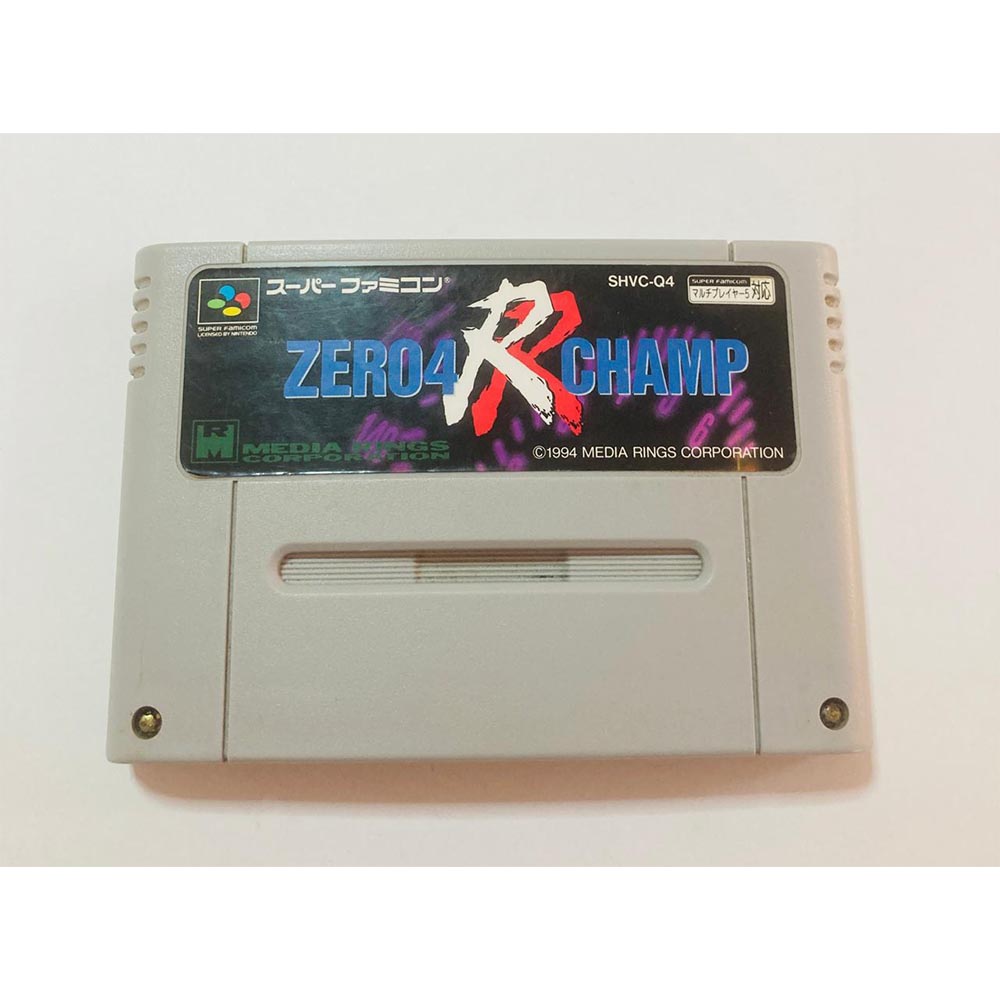 スーパーファミコン®
SHVC-Q4
SUPER FAMICOM
マルチプレイヤー5 対応
SUPER FAMICOM
LICENSED BY NINTENDO
ZERO4 RR CHAMP
RM
MEDIA RINGS
CORPORATION
©1994 MEDIA RINGS CORPORATION